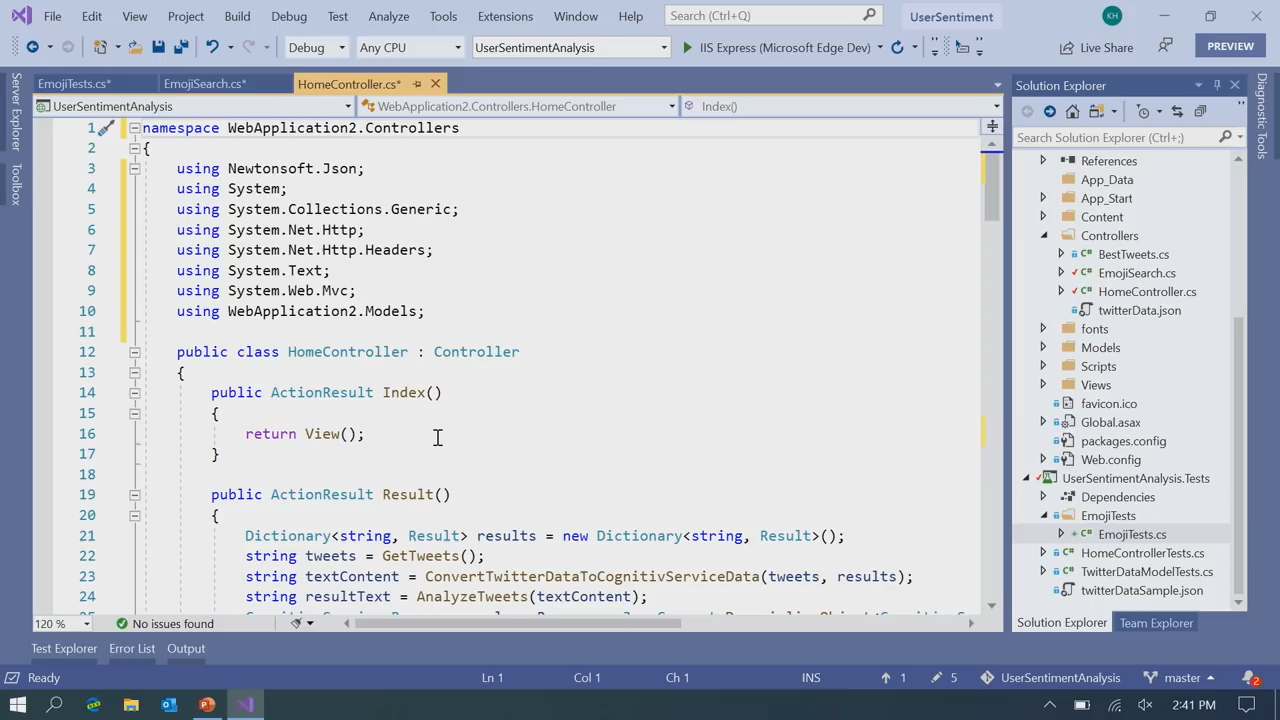 File Edit View Project Build Debug Test Analyze Tools Extensions Window Help Search (Ctrl+Q) UserSentiment KH
Debug Any CPU UserSentimentAnalysis IIS Express (Microsoft Edge Dev) Live Share PREVIEW
EmojiTests.cs* EmojiSearch.cs* HomeController.cs*
UserSentimentAnalysis WebApplication2.Controllers.HomeController Index()
Server Explorer
Toolbox
1 namespace WebApplication2.Controllers
2 {
3 using Newtonsoft.Json;
4 using System;
5 using System.Collections.Generic;
6 using System.Net.Http;
7 using System.Net.Http.Headers;
8 using System.Text;
9 using System.Web.Mvc;
10 using WebApplication2.Models;
11
12 public class HomeController : Controller
13 {
14 public ActionResult Index()
15 {
16 return View();
17 }
18
19 public ActionResult Result()
20 {
21 Dictionary<string, Result> results = new Dictionary<string, Result>();
22 string tweets = GetTweets();
23 string textContent = ConvertTwitterDataToCognitivServiceData(tweets, results);
24 string resultText = AnalyzeTweets(textContent);
120 % No issues found
Solution Explorer
Search Solution Explorer (Ctrl+;)
References
App_Data
App_Start
Content
Controllers
C# BestTweets.cs
C# EmojiSearch.cs
C# HomeController.cs
twitterData.json
fonts
Models
Scripts
Views
favicon.ico
Global.asax
packages.config
Web.config
UserSentimentAnalysis.Tests
Dependencies
EmojiTests
C# EmojiTests.cs
C# HomeControllerTests.cs
C# TwitterDataModelTests.cs
twitterDataSample.json
Solution Explorer Team Explorer
Diagnostic Tools
Test Explorer Error List Output
Ready Ln 1 Col 1 Ch 1 INS 1 5 UserSentimentAnalysis master 2
2:41 PM